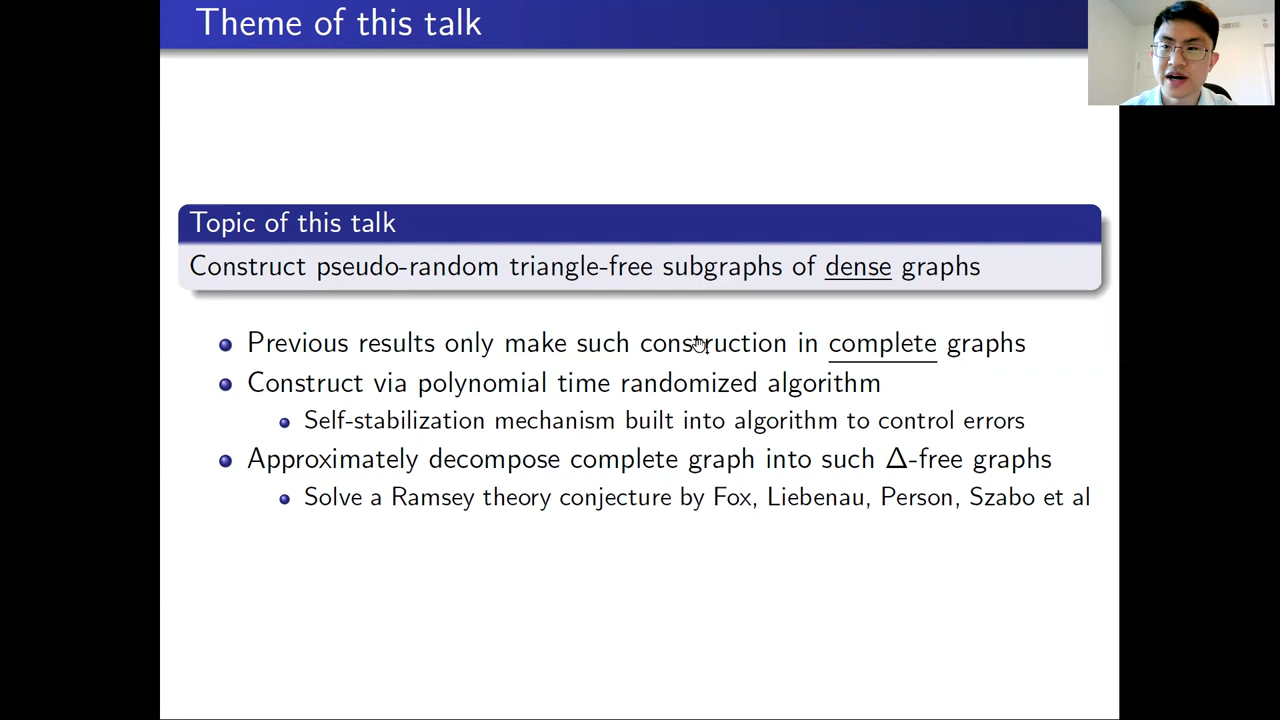 Theme of this talk
Topic of this talk
Construct pseudo-random triangle-free subgraphs of dense graphs
Previous results only make such construction in complete graphs
Construct via polynomial time randomized algorithm
Self-stabilization mechanism built into algorithm to control errors
Approximately decompose complete graph into such Δ-free graphs
Solve a Ramsey theory conjecture by Fox, Liebenau, Person, Szabo et al